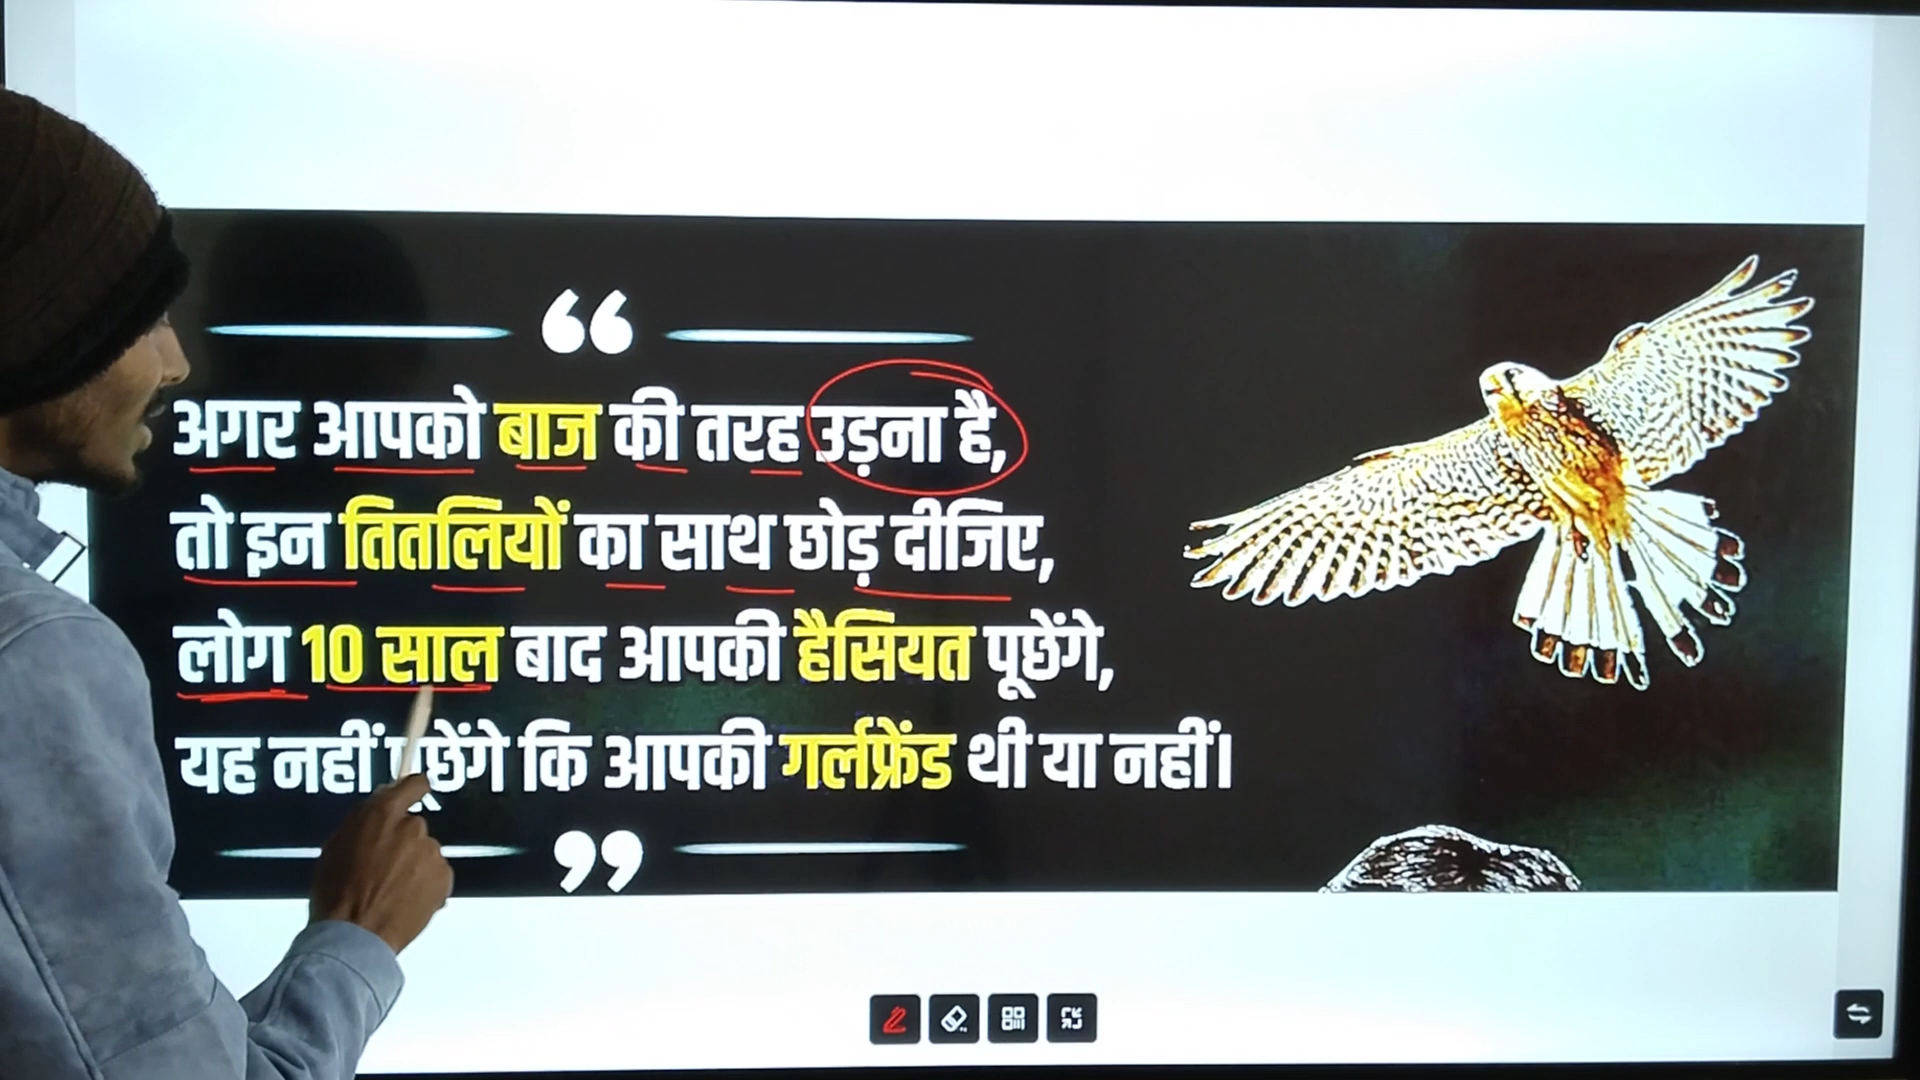 “
अगर आपको बाज की तरह उड़ना है,
तो इन तितलियों का साथ छोड़ दीजिए,
लोग 10 साल बाद आपकी हैसियत पूछेंगे,
यह नहीं पूछेंगे कि आपकी गर्लफ्रेंड थी या नहीं।
”